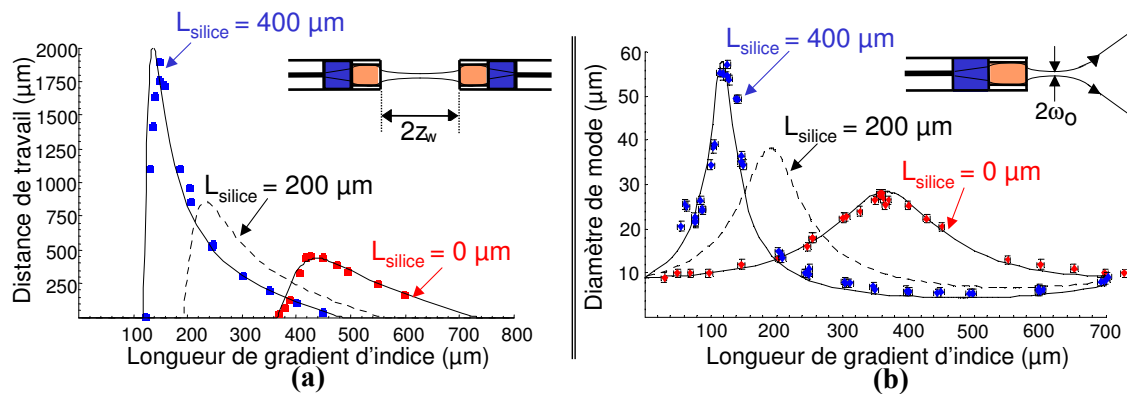 (a)
L_silice = 400 µm
Distance de travail (µm)
2000
1750
1500
1250
1000
750
500
250
2z_w
L_silice = 200 µm
L_silice = 0 µm
100 200 300 400 500 600 700 800
Longueur de gradient d'indice (µm)
(a)
L_silice = 400 µm
Diamètre de mode (µm)
60
50
40
30
20
10
0
2ω_o
L_silice = 200 µm
L_silice = 0 µm
100 200 300 400 500 600 700
Longueur de gradient d'indice (µm)
(b)